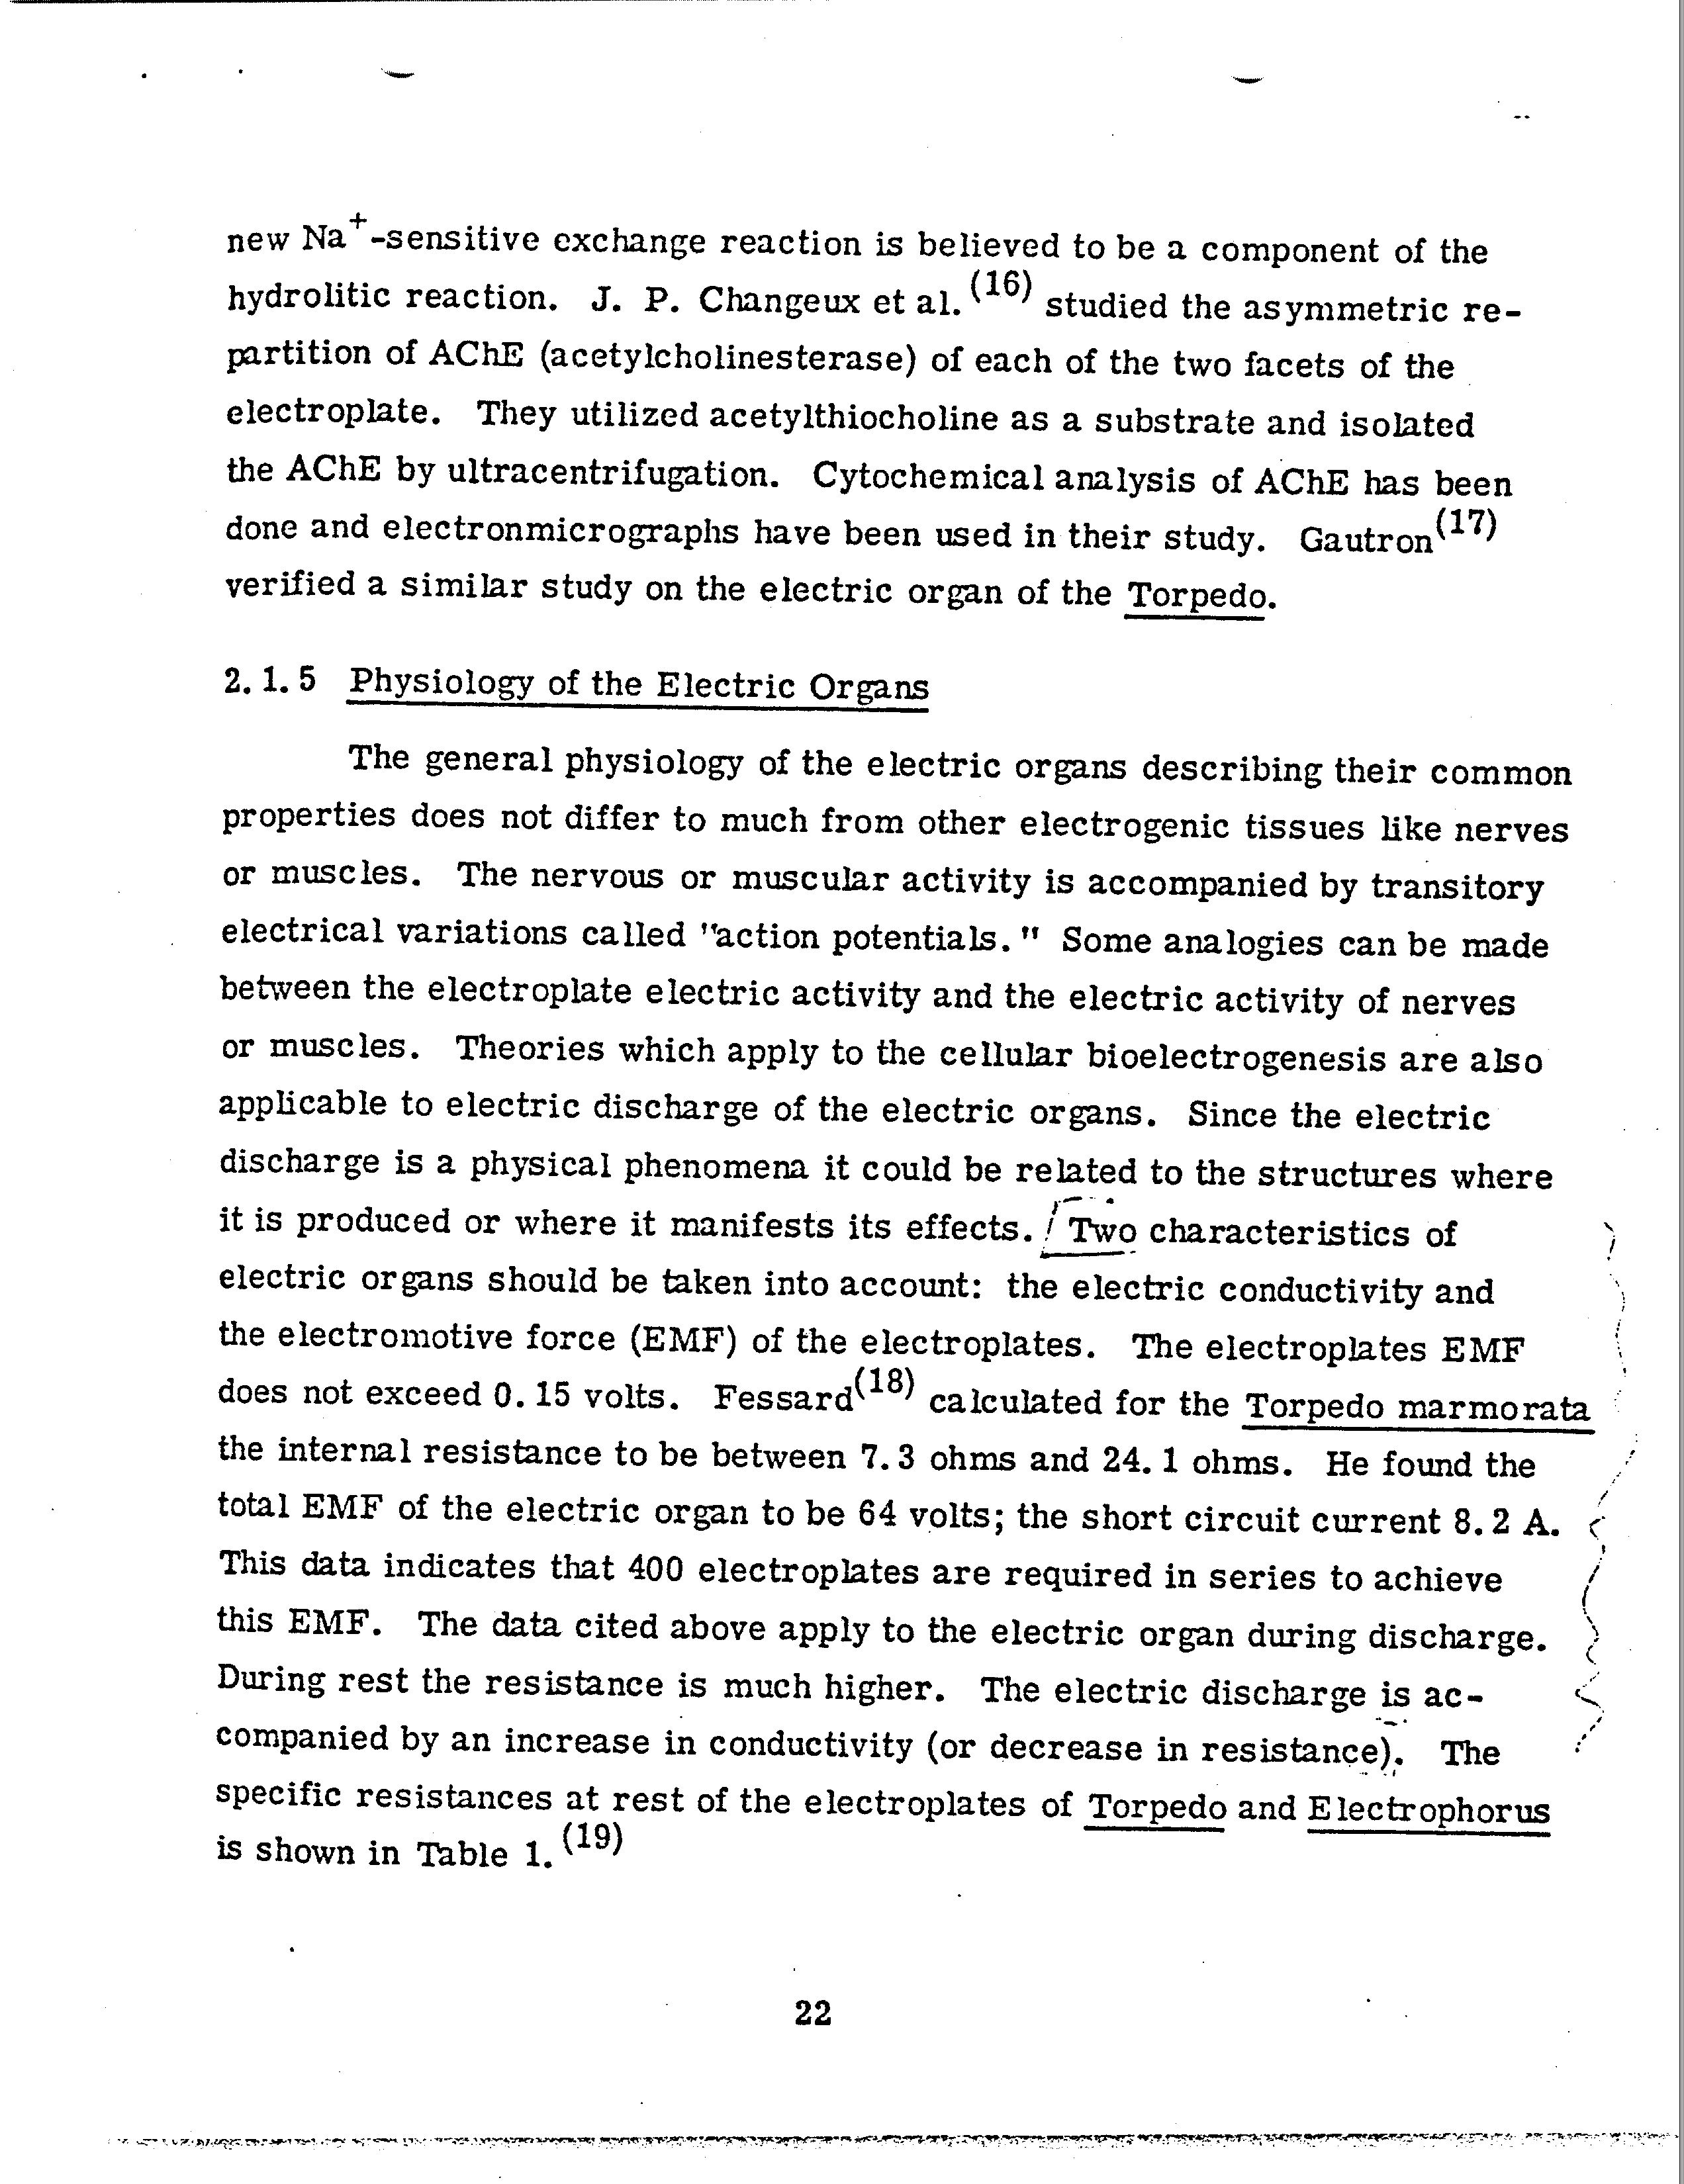 new Na+-sensitive exchange reaction is believed to be a component of the
hydrolitic reaction. J. P. Changeux et al. (16) studied the asymmetric re-
partition of AChE (acetylcholinesterase) of each of the two facets of the
electroplate. They utilized acetylthiocholine as a substrate and isolated
the AChE by ultracentrifugation. Cytochemical analysis of AChE has been
done and electronmicrographs have been used in their study. Gautron(17)
verified a similar study on the electric organ of the Torpedo.
2.1.5 Physiology of the Electric Organs
The general physiology of the electric organs describing their common
properties does not differ to much from other electrogenic tissues like nerves
or muscles. The nervous or muscular activity is accompanied by transitory
electrical variations called "action potentials." Some analogies can be made
between the electroplate electric activity and the electric activity of nerves
or muscles. Theories which apply to the cellular bioelectrogenesis are also
applicable to electric discharge of the electric organs. Since the electric
discharge is a physical phenomena it could be related to the structures where
it is produced or where it manifests its effects. Two characteristics of
electric organs should be taken into account: the electric conductivity and
the electromotive force (EMF) of the electroplates. The electroplates EMF
does not exceed 0.15 volts. Fessard(18) calculated for the Torpedo marmorata
the internal resistance to be between 7.3 ohms and 24.1 ohms. He found the
total EMF of the electric organ to be 64 volts; the short circuit current 8.2 A.
This data indicates that 400 electroplates are required in series to achieve
this EMF. The data cited above apply to the electric organ during discharge.
During rest the resistance is much higher. The electric discharge is ac-
companied by an increase in conductivity (or decrease in resistance). The
specific resistances at rest of the electroplates of Torpedo and Electrophorus
is shown in Table 1. (19)
22